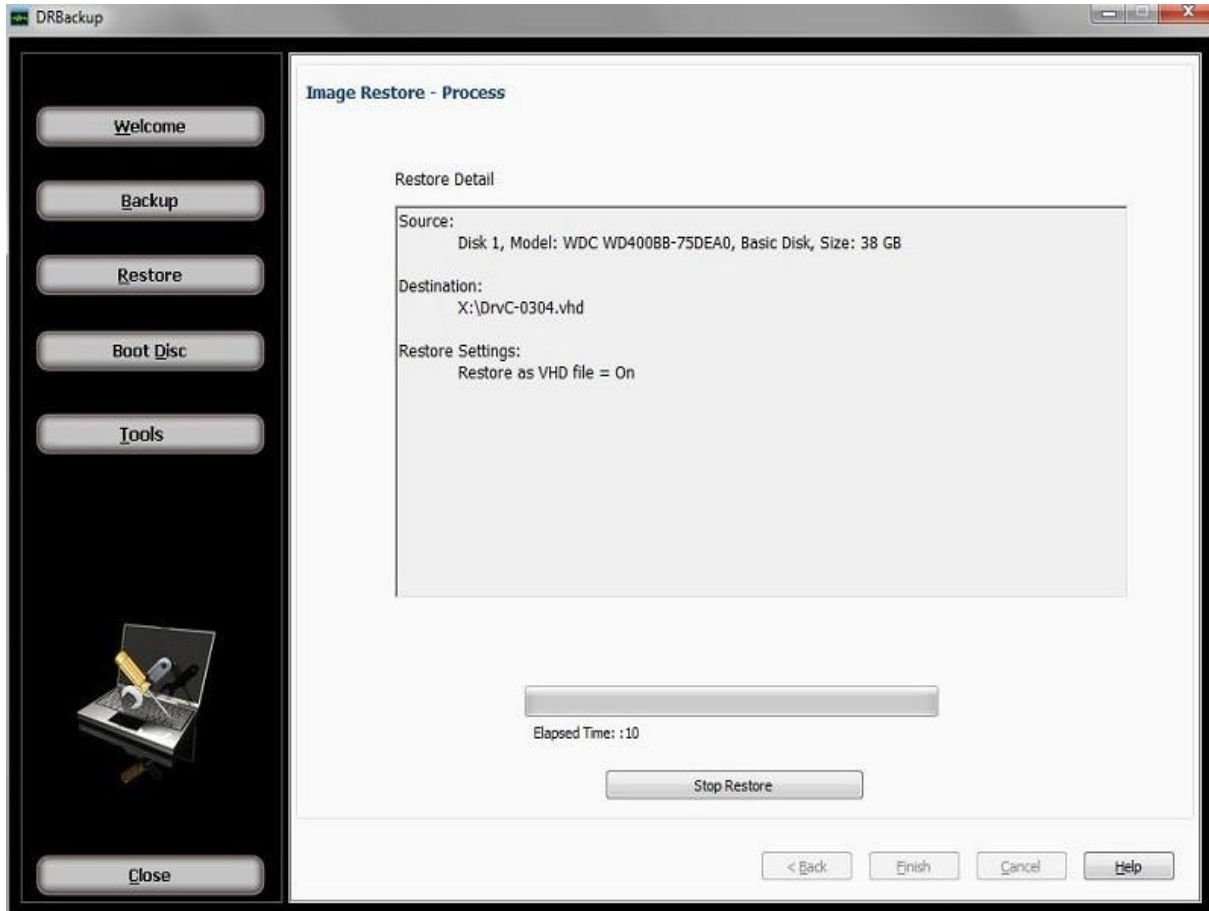 DRBackup
Welcome
Backup
Restore
Boot Disc
Tools
Close
Image Restore - Process
Restore Detail
Source:
Disk 1, Model: WDC WD400BB-75DEA0, Basic Disk, Size: 38 GB
Destination:
X:\DrvC-0304.vhd
Restore Settings:
Restore as VHD file = On
Elapsed Time: :10
Stop Restore
< Back
Finish
Cancel
Help